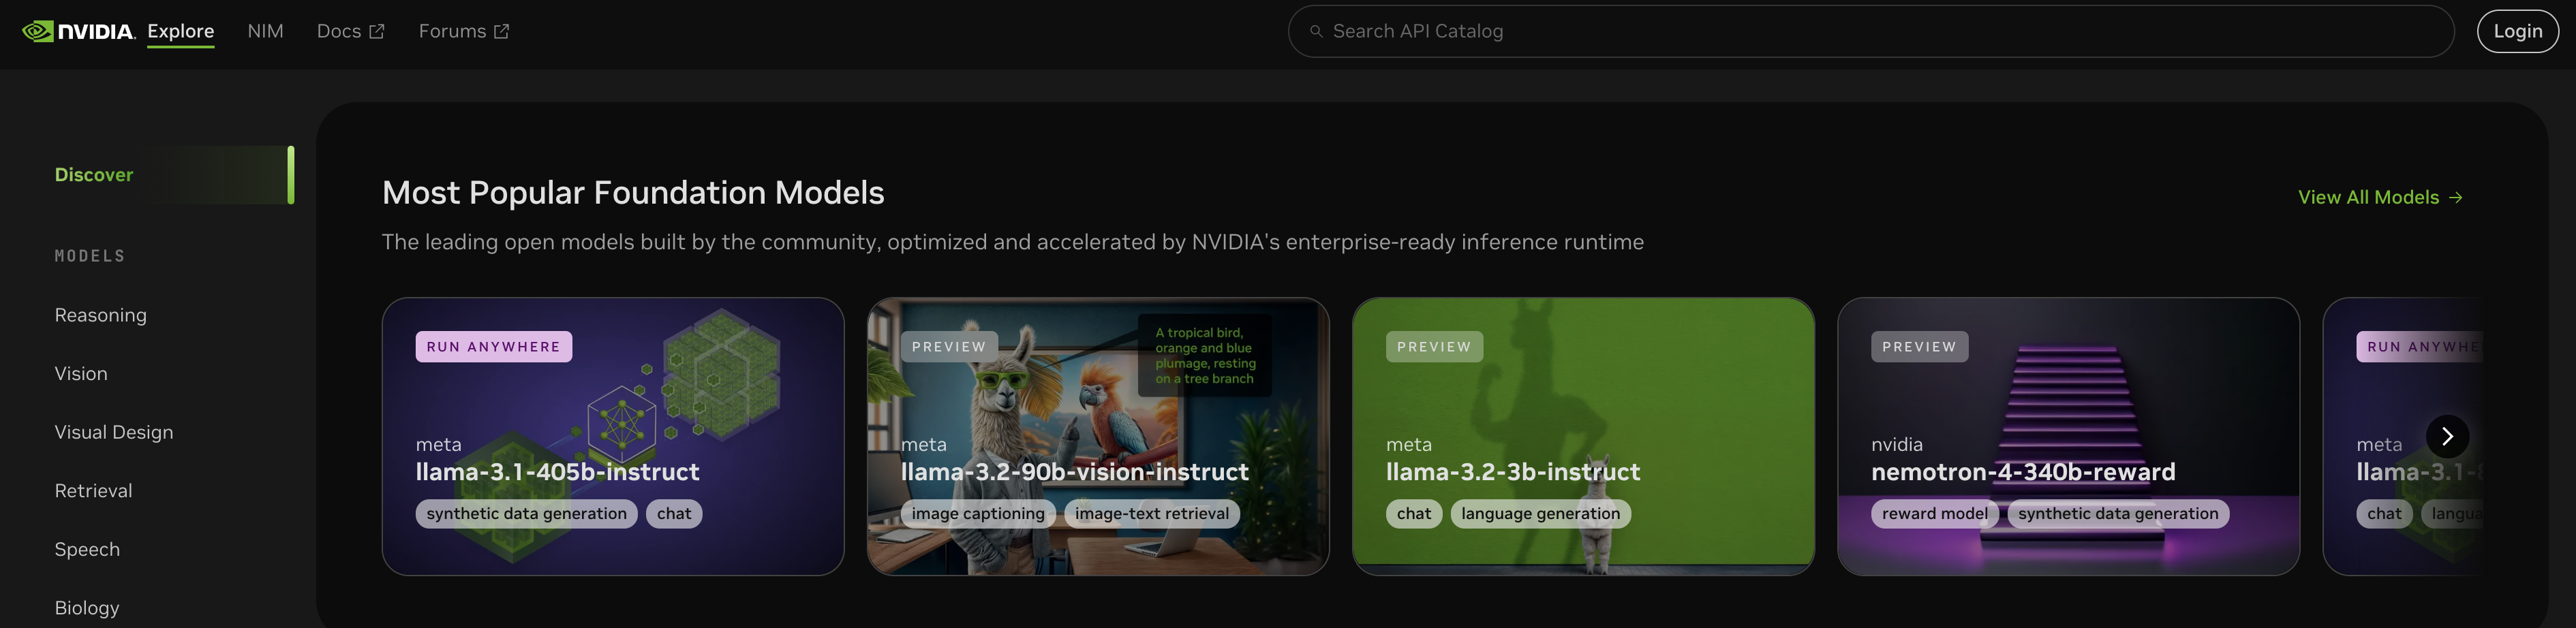 NVIDIA. Explore NIM Docs Forums Search API Catalog Login
Discover
MODELS
Reasoning
Vision
Visual Design
Retrieval
Speech
Biology
Most Popular Foundation Models
View All Models →
The leading open models built by the community, optimized and accelerated by NVIDIA's enterprise-ready inference runtime
RUN ANYWHERE
meta
llama-3.1-405b-instruct
synthetic data generation chat
PREVIEW
A tropical bird,
orange and blue
plumage, resting
on a tree branch
meta
llama-3.2-90b-vision-instruct
image captioning image-text retrieval
PREVIEW
meta
llama-3.2-3b-instruct
chat language generation
PREVIEW
nvidia
nemotron-4-340b-reward
reward model synthetic data generation
RUN ANYWHE
meta
llama-3.1-8
chat langua